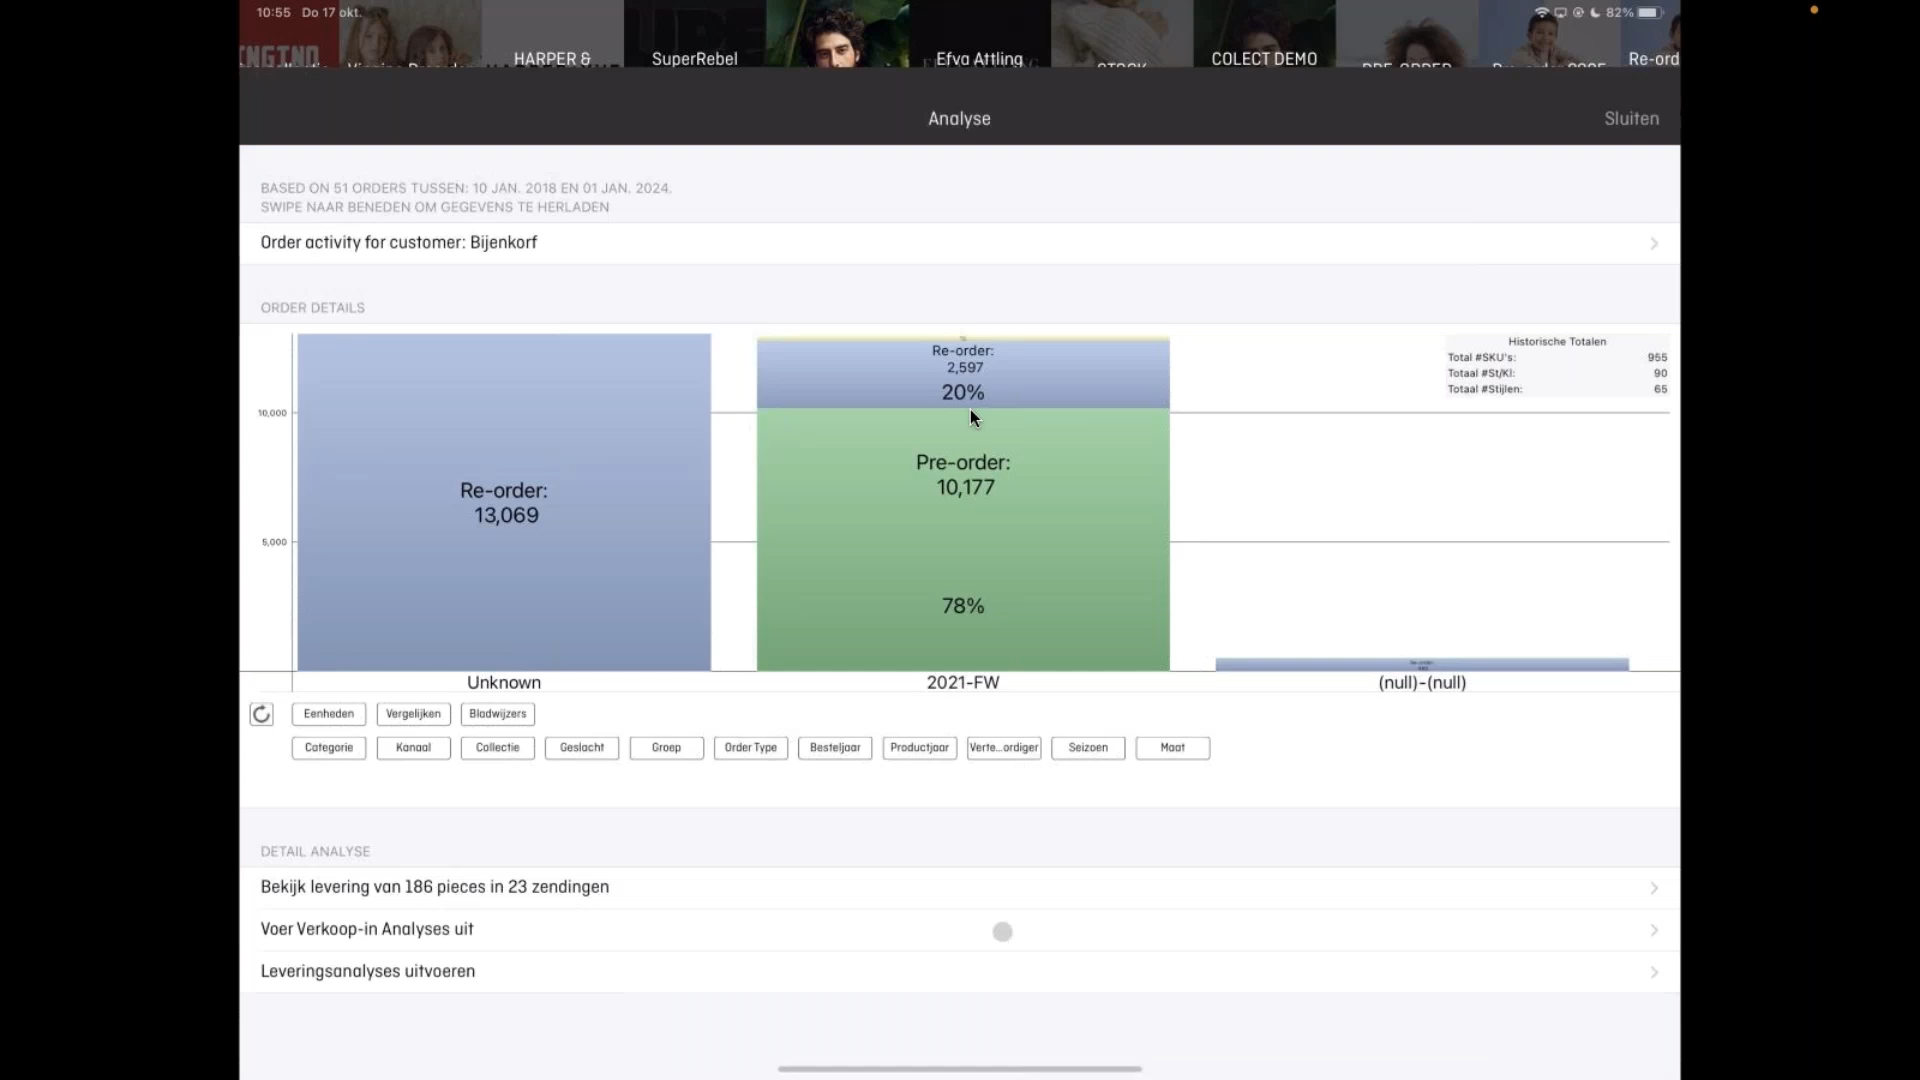 10:55 Do 17 okt.
82%
HARPER &
SuperRebel
Efva Attling
STOCK
COLECT DEMO
PRE-ORDER
Re-ord
Analyse
Sluiten
BASED ON 51 ORDERS TUSSEN: 10 JAN. 2018 EN 01 JAN. 2024.
SWIPE NAAR BENEDEN OM GEGEVENS TE HERLADEN
Order activity for customer: Bijenkorf
ORDER DETAILS
Historische Totalen
Total #SKU's: 955
Totaal #St/Kl: 90
Totaal #Stijlen: 65
10,000
5,000
Re-order:
13,069
Re-order:
2,597
20%
Pre-order:
10,177
78%
Unknown
2021-FW
(null)-(null)
Eenheden Vergelijken Bladwijzers
Categorie Kanaal Collectie Geslacht Groep Order Type Besteljaar Productjaar Verte...ordiger Seizoen Maat
DETAIL ANALYSE
Bekijk levering van 186 pieces in 23 zendingen
Voer Verkoop-in Analyses uit
Leveringsanalyses uitvoeren